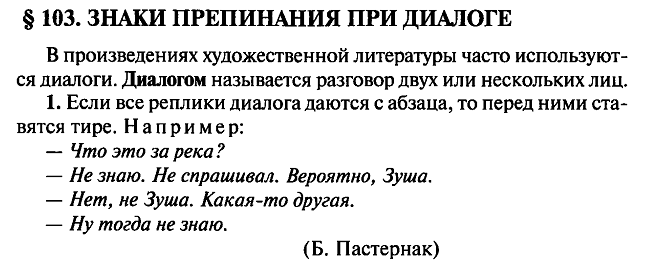 § 103. ЗНАКИ ПРЕПИНАНИЯ ПРИ ДИАЛОГЕ
В произведениях художественной литературы часто используют-
ся диалоги. Диалогом называется разговор двух или нескольких лиц.
1. Если все реплики диалога даются с абзаца, то перед ними ста-
вятся тире. Например:
— Что это за река?
— Не знаю. Не спрашивал. Вероятно, Зуша.
— Нет, не Зуша. Какая-то другая.
— Ну тогда не знаю.
(Б. Пастернак)